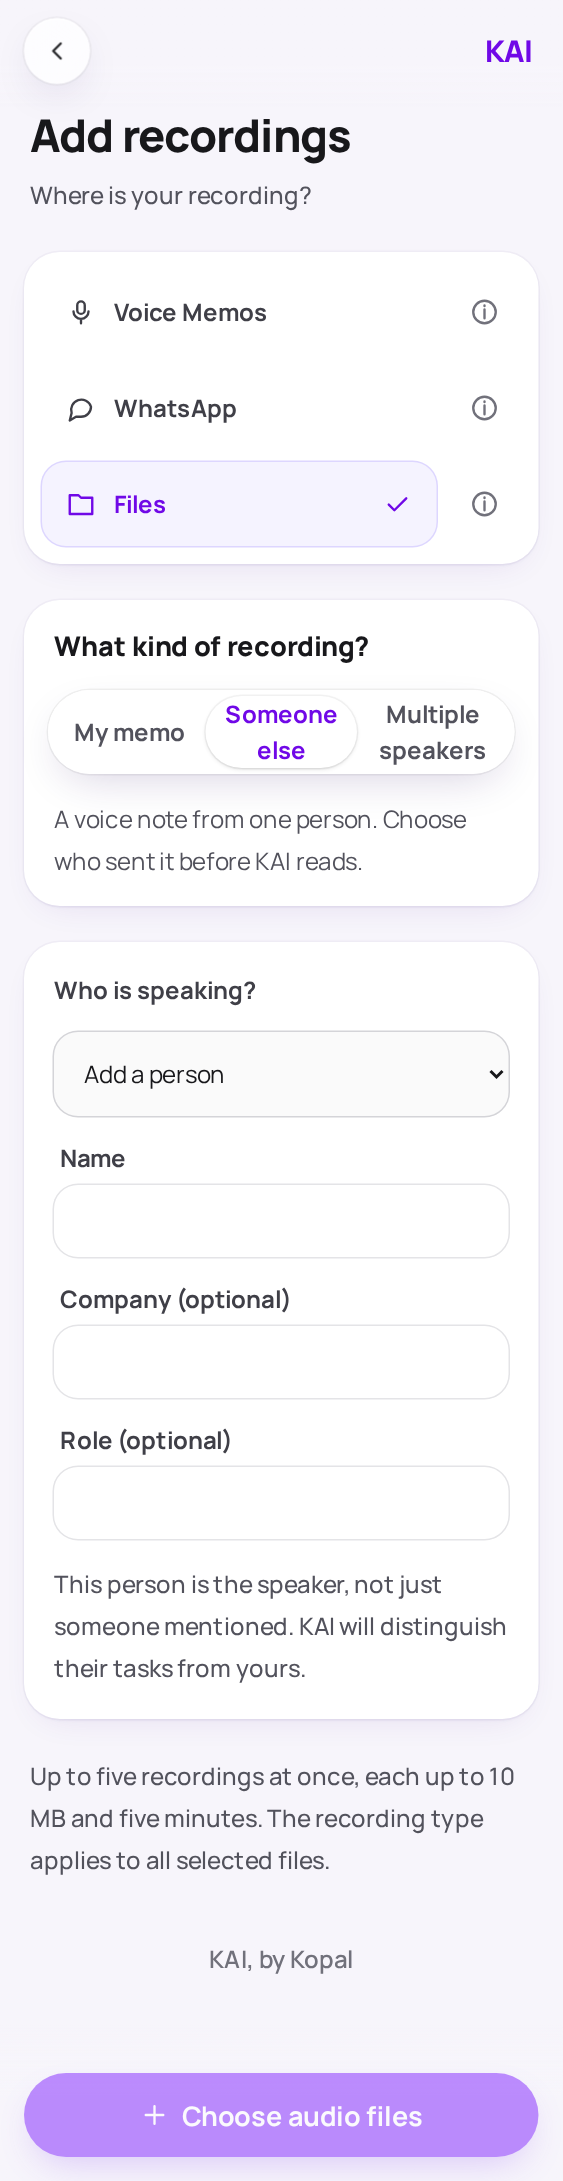 KAI
Add recordings
Where is your recording?
Voice Memos
WhatsApp
Files
What kind of recording?
My memo
Someone
else
Multiple
speakers
A voice note from one person. Choose
who sent it before KAI reads.
Who is speaking?
Add a person
Name
Company (optional)
Role (optional)
This person is the speaker, not just
someone mentioned. KAI will distinguish
their tasks from yours.
Up to five recordings at once, each up to 10
MB and five minutes. The recording type
applies to all selected files.
KAI, by Kopal
Choose audio files